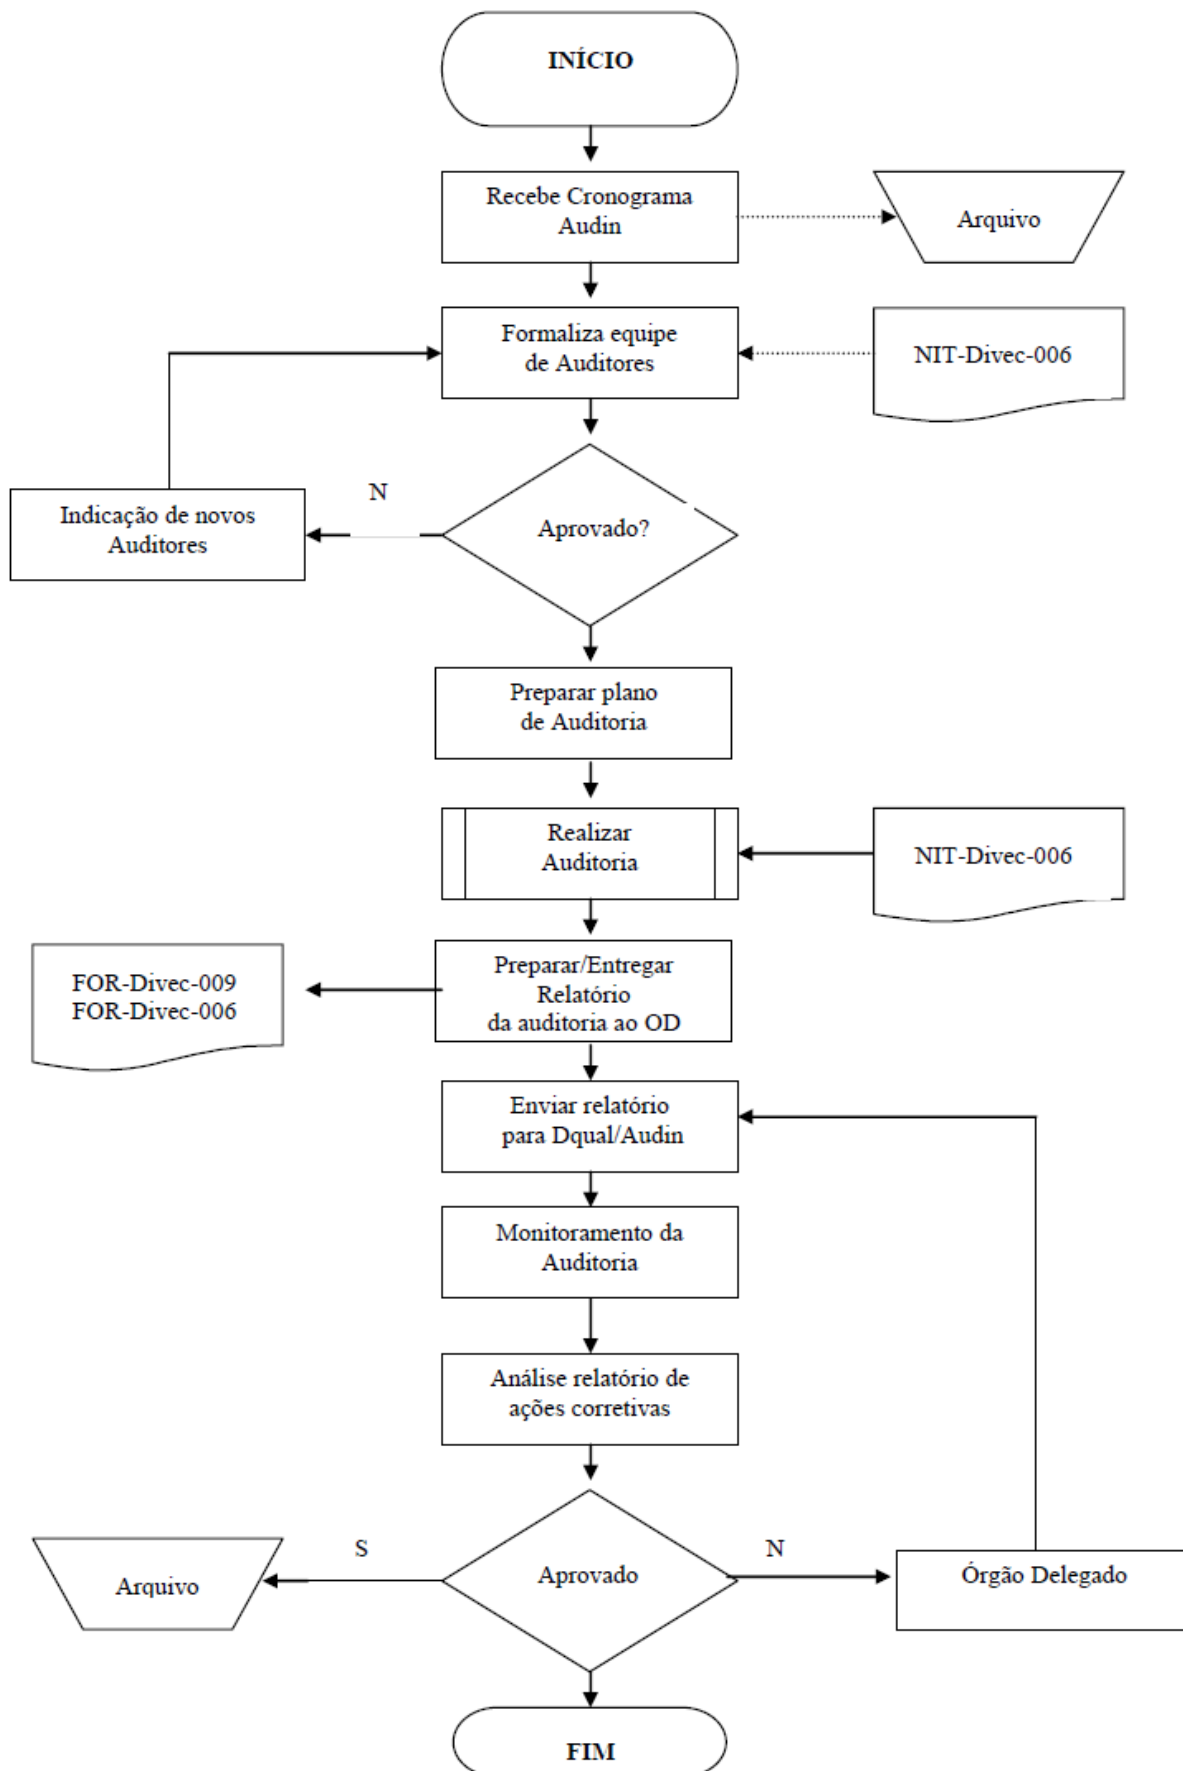 INÍCIO
Recebe Cronograma
Audin
Arquivo
Formaliza equipe
de Auditores
NIT-Divec-006
N
Indicação de novos
Auditores
Aprovado?
Preparar plano
de Auditoria
Realizar
Auditoria
NIT-Divec-006
FOR-Divec-009
FOR-Divec-006
Preparar/Entregar
Relatório
da auditoria ao OD
Enviar relatório
para Dqual/Audin
Monitoramento da
Auditoria
Análise relatório de
ações corretivas
S
N
Arquivo
Aprovado
Órgão Delegado
FIM